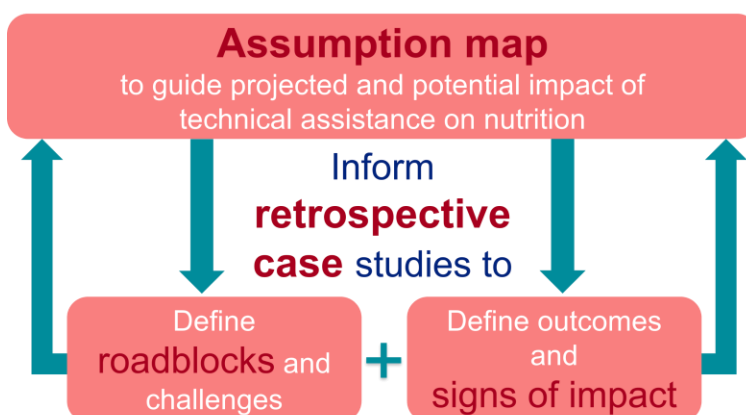 Assumption map
to guide projected and potential impact of
technical assistance on nutrition
Inform
retrospective
case studies to
Define
roadblocks and
challenges
+
Define outcomes
and
signs of impact